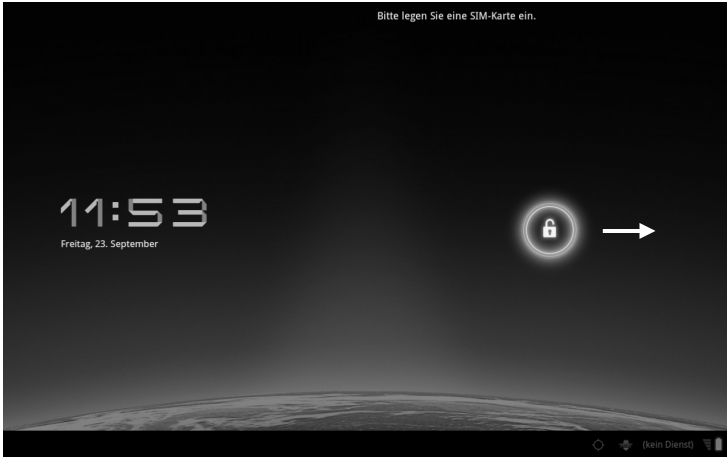 Bitte legen Sie eine SIM-Karte ein.
11:53
Freitag, 23. September
(kein Dienst)